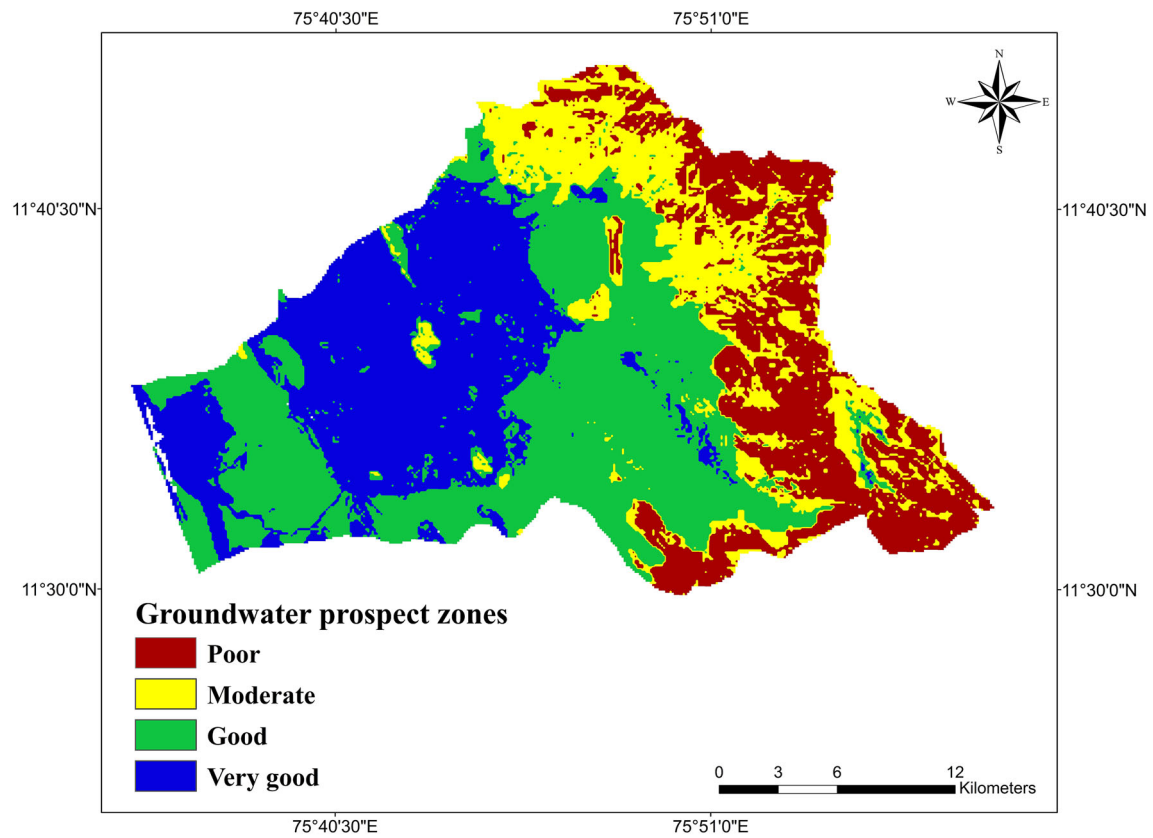 75°40'30"E 75°51'0"E
N
W E
S
11°40'30"N 11°40'30"N
11°30'0"N 11°30'0"N
Groundwater prospect zones
Poor
Moderate
Good
Very good
0 3 6 12
Kilometers
75°40'30"E 75°51'0"E